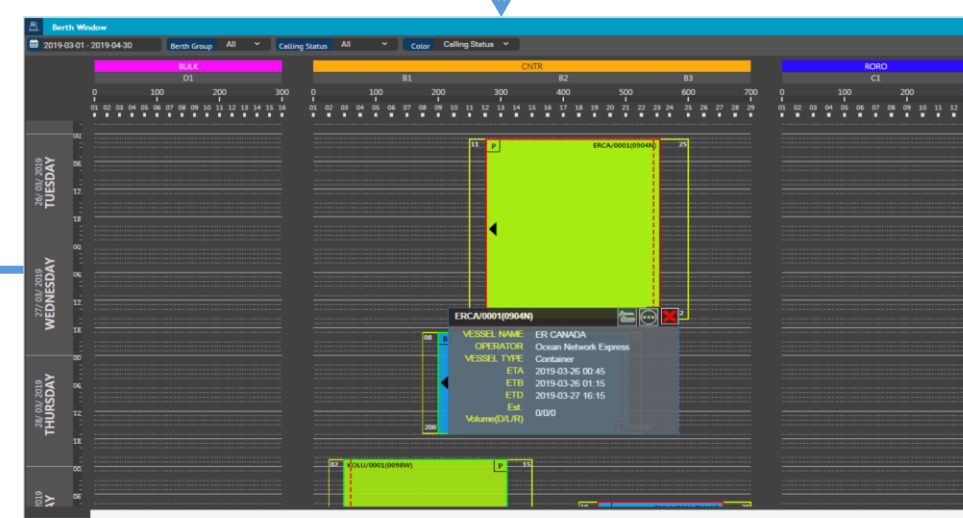 Berth Window
2019-03-01 - 2019-04-30 Berth Group All Calling Status All Color Calling Status
BULK CNTR RORO
D1 B1 B2 B3 C1
0 100 200 300 0 100 200 300 400 500 600 700 0 100 200
01 02 03 04 05 06 07 08 09 10 11 12 13 14 15 16 01 02 03 04 05 06 07 08 09 10 11 12 13 14 15 16 17 18 19 20 21 22 23 24 25 26 27 28 29 01 02 03 04 05 06 07 08 09 10 11 12
00
11 P ERCA/0001(0904N) 25
06
26/ 03/ 2019
TUESDAY
12
18
00
06
27/ 03/ 2019
WEDNESDAY
12
ERCA/0001(0904N)
18
08 B
VESSEL NAME ER CANADA
OPERATOR Ocean Network Express
VESSEL TYPE Container
00
ETA 2019-03-26 00:45
06
ETB 2019-03-26 01:15
28/ 03/ 2019
THURSDAY
ETD 2019-03-27 16:15
12
Est.
Volume(D/L/R) 0/0/0
200
18
00
02 KOLU/0001(0098W) P 15
06
2019